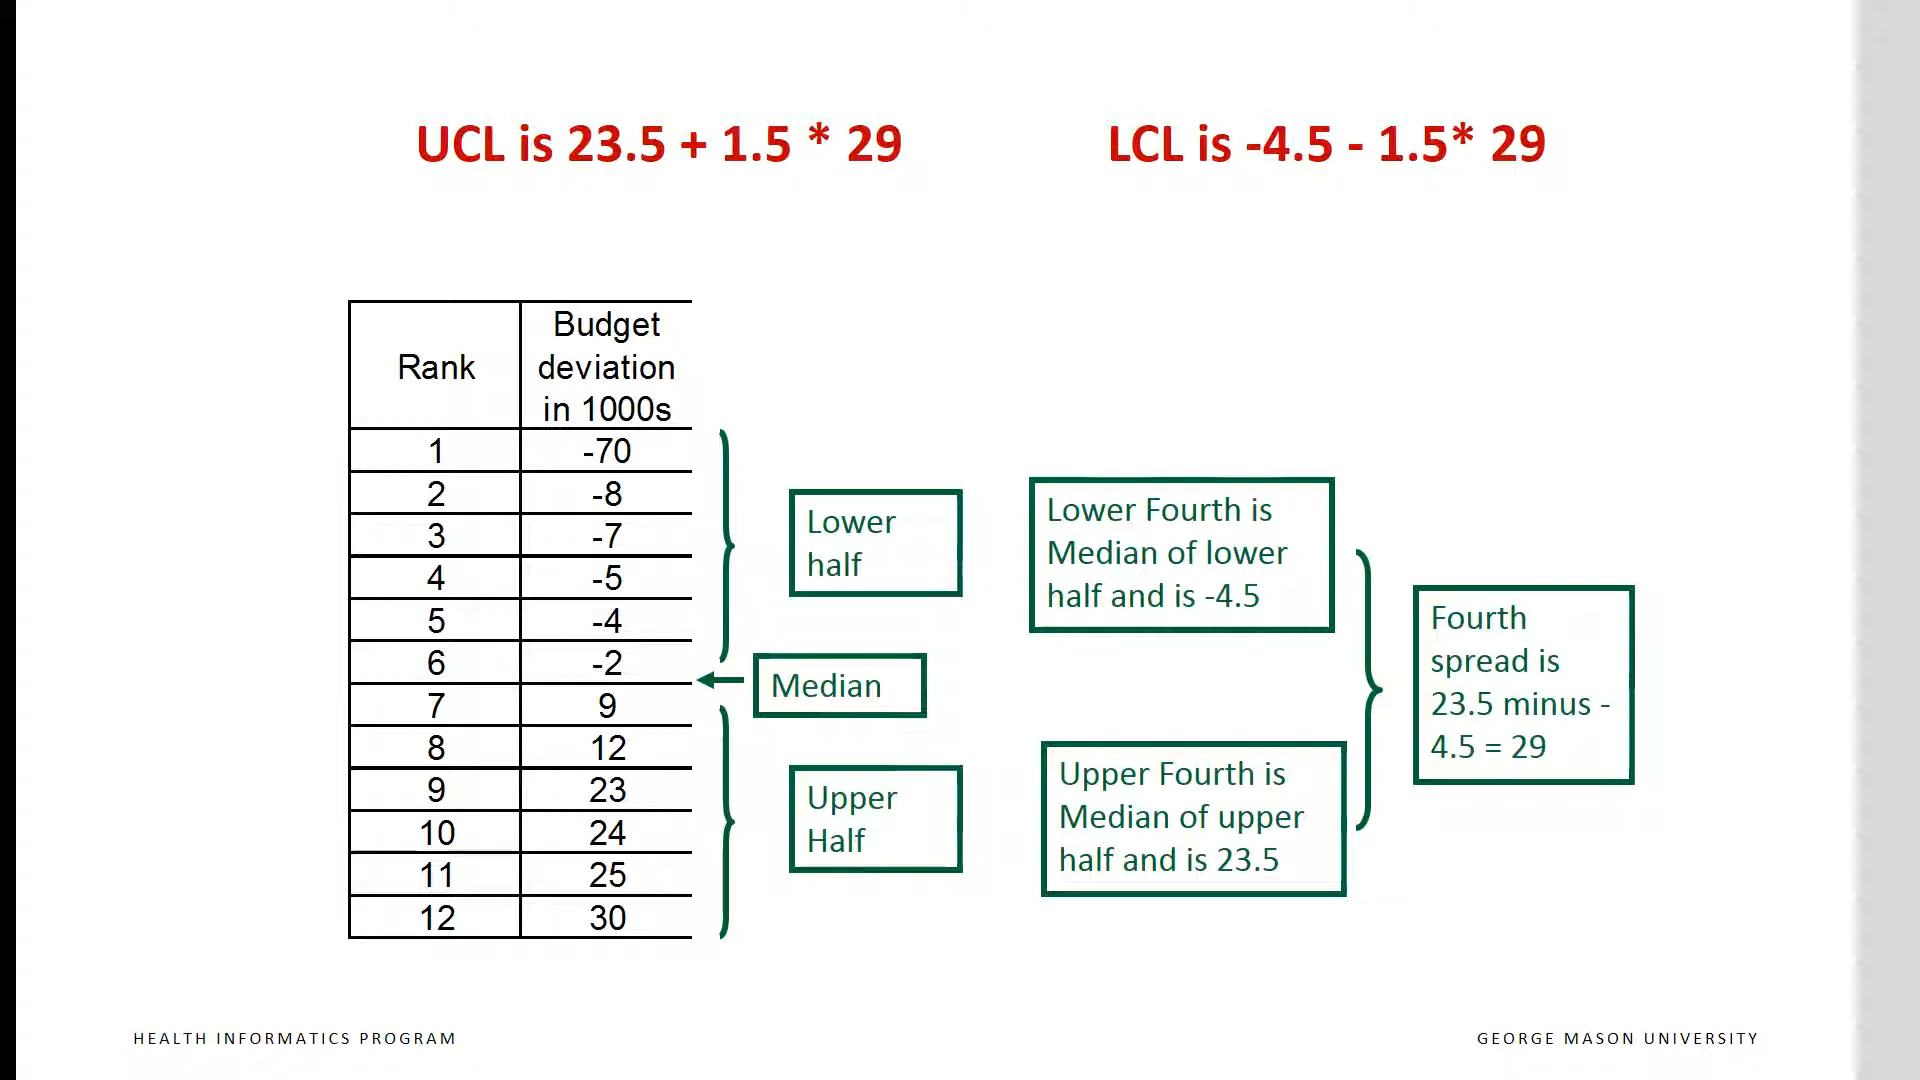 UCL is 23.5 + 1.5 * 29
LCL is -4.5 - 1.5* 29
Rank
Budget
deviation
in 1000s
1 -70
2 -8
3 -7
4 -5
5 -4
6 -2
7 9
8 12
9 23
10 24
11 25
12 30
Lower
half
Median
Upper
Half
Lower Fourth is
Median of lower
half and is -4.5
Upper Fourth is
Median of upper
half and is 23.5
Fourth
spread is
23.5 minus -
4.5 = 29
HEALTH INFORMATICS PROGRAM
GEORGE MASON UNIVERSITY